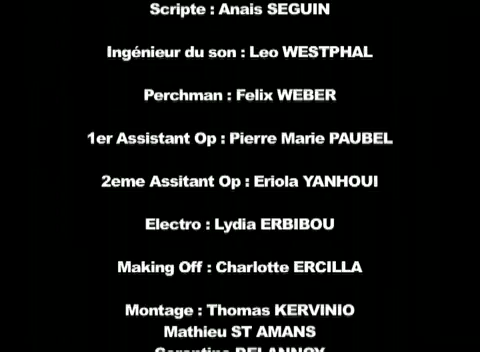 Scripte : Anais SEGUIN
Ingénieur du son : Leo WESTPHAL
Perchman : Felix WEBER
1er Assistant Op : Pierre Marie PAUBEL
2eme Assitant Op : Eriola YANHOUI
Electro : Lydia ERBIBOU
Making Off : Charlotte ERCILLA
Montage : Thomas KERVINIO
Mathieu ST AMANS